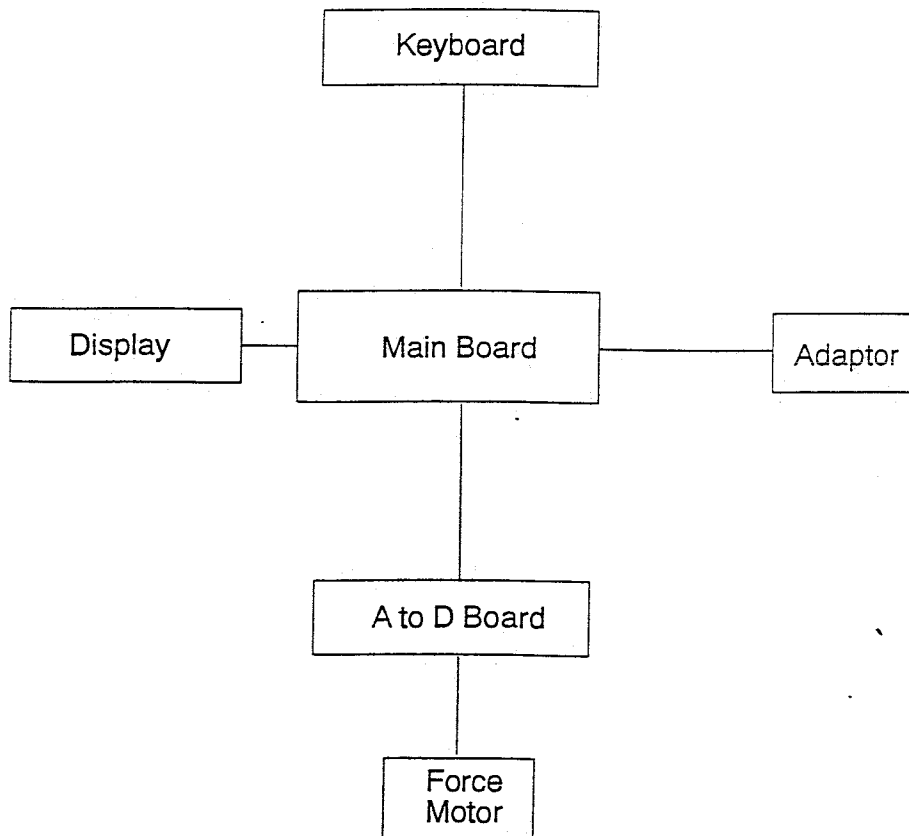 Keyboard
Display
Main Board
Adaptor
A to D Board
Force
Motor